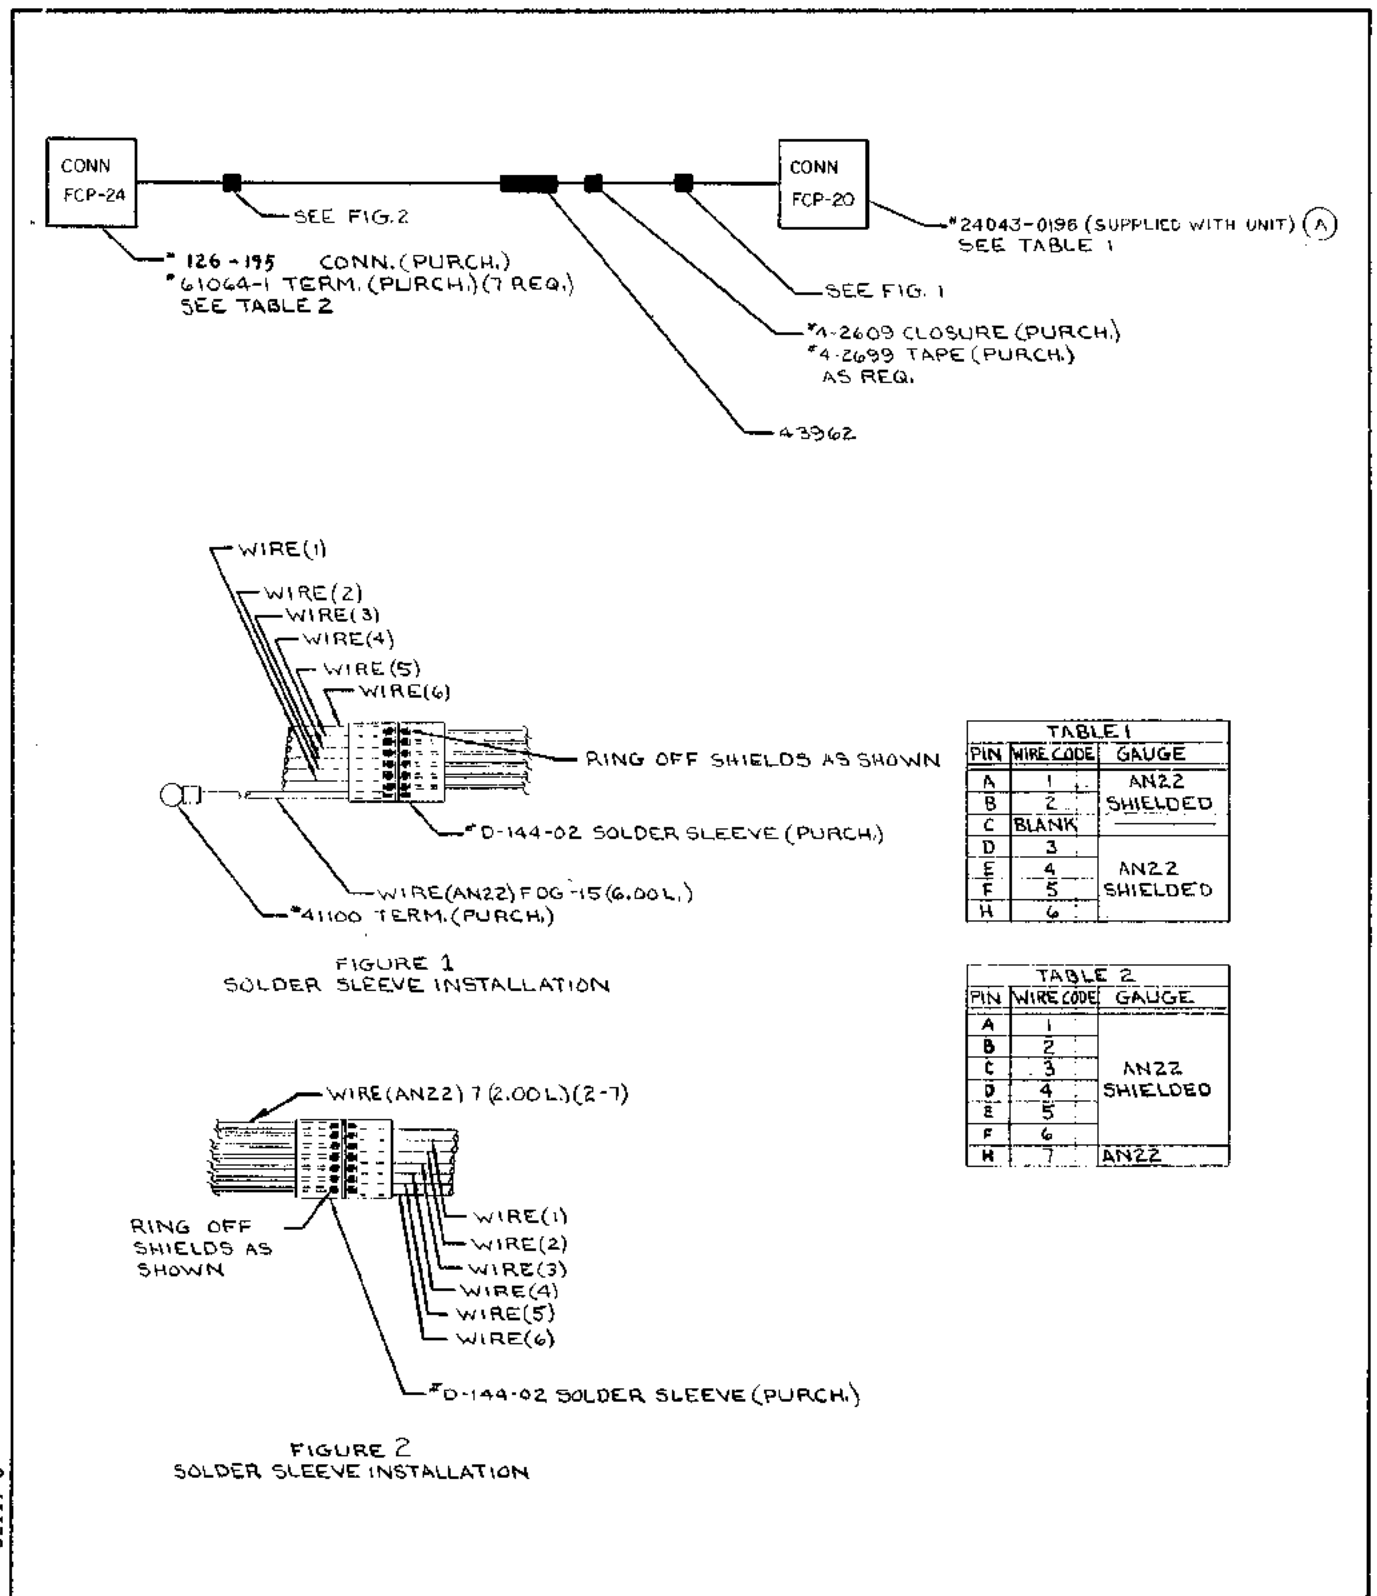 CONN
FCP-24
CONN
FCP-20
SEE FIG. 2
#24043-0196 (SUPPLIED WITH UNIT) (A)
SEE TABLE 1
#126-195 CONN. (PURCH.)
#61064-1 TERM. (PURCH.) (7 REQ.)
SEE TABLE 2
SEE FIG. 1
#4-2609 CLOSURE (PURCH.)
#4-2699 TAPE (PURCH.)
AS REQ.
43962
WIRE(1)
WIRE(2)
WIRE(3)
WIRE(4)
WIRE(5)
WIRE(6)
RING OFF SHIELDS AS SHOWN
#D-144-02 SOLDER SLEEVE (PURCH.)
WIRE(AN22) FDG-15 (6.00 L.)
#41100 TERM. (PURCH.)
FIGURE 1
SOLDER SLEEVE INSTALLATION
TABLE 1
PIN WIRE CODE GAUGE
A 1 AN22
B 2 SHIELDED
C BLANK
D 3
E 4 AN22
F 5 SHIELDED
H 6
TABLE 2
PIN WIRE CODE GAUGE
A 1
B 2
C 3 AN22
D 4 SHIELDED
E 5
F 6
H 7 AN22
WIRE(AN22) 7 (2.00 L.) (2-7)
RING OFF
SHIELDS AS
SHOWN
WIRE(1)
WIRE(2)
WIRE(3)
WIRE(4)
WIRE(5)
WIRE(6)
#D-144-02 SOLDER SLEEVE (PURCH.)
FIGURE 2
SOLDER SLEEVE INSTALLATION